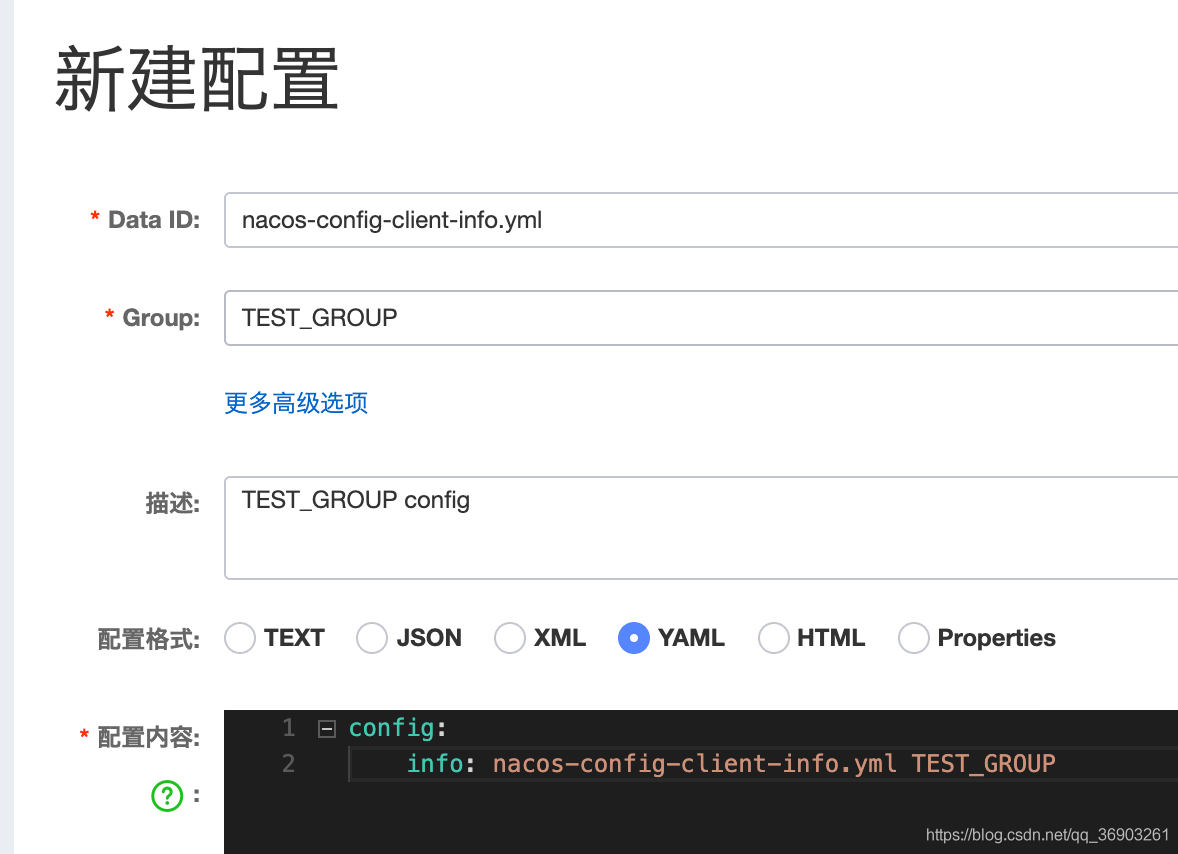 新建配置
* Data ID: nacos-config-client-info.yml
* Group: TEST_GROUP
更多高级选项
描述: TEST_GROUP config
配置格式: TEXT JSON XML YAML HTML Properties
* 配置内容: 1 config:
2 info: nacos-config-client-info.yml TEST_GROUP
? :
https://blog.csdn.net/qq_36903261